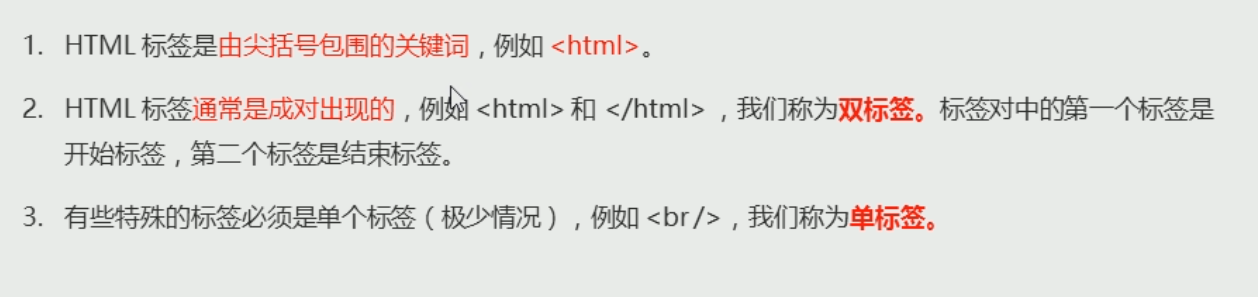 1. HTML 标签是由尖括号包围的关键词，例如 <html>。
2. HTML 标签通常是成对出现的，例如 <html> 和 </html> ，我们称为双标签。标签对中的第一个标签是
开始标签，第二个标签是结束标签。
3. 有些特殊的标签必须是单个标签（极少情况），例如 <br/>，我们称为单标签。